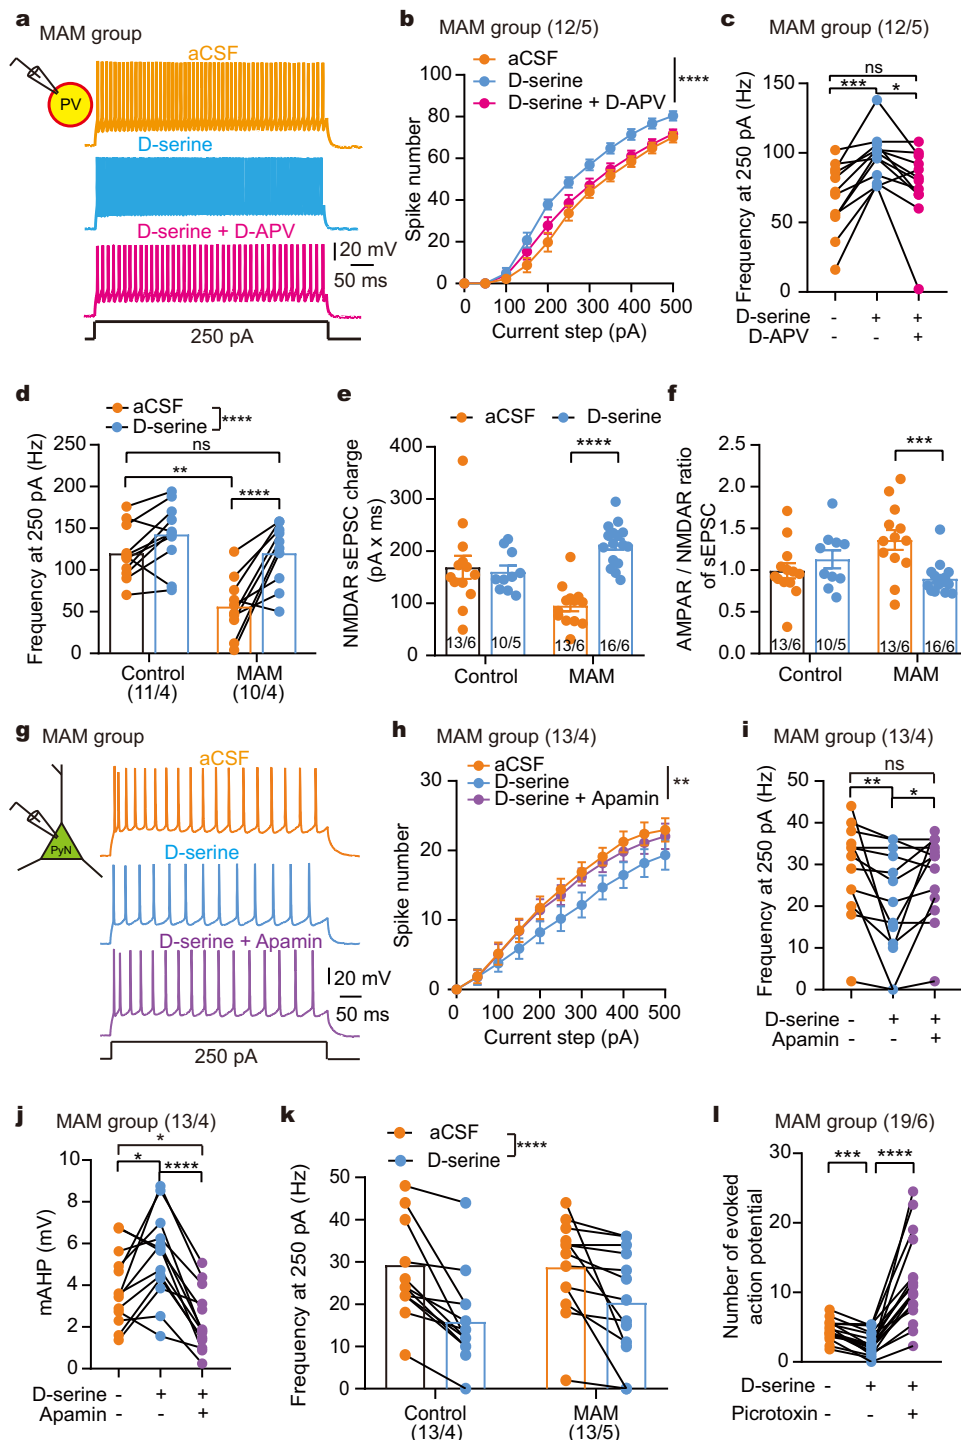 a
MAM group
aCSF
PV
D-serine
D-serine + D-APV
20 mV
50 ms
250 pA
b
MAM group (12/5)
aCSF
D-serine
D-serine + D-APV
****
Spike number
100
80
60
40
20
0
0 100 200 300 400 500
Current step (pA)
c
MAM group (12/5)
ns
*** *
Frequency at 250 pA (Hz)
150
100
50
0
D-serine - + +
D-APV - - +
d
aCSF
D-serine
****
ns
**
****
Frequency at 250 pA (Hz)
250
200
150
100
50
0
Control MAM
(11/4) (10/4)
e
aCSF D-serine
****
NMDAR sEPSC charge
(pA x ms)
400
300
200
100
0
13/6 10/5 13/6 16/6
Control MAM
f
***
AMPAR / NMDAR ratio
of sEPSC
2.5
2.0
1.5
1.0
0.5
0.0
13/6 10/5 13/6 16/6
Control MAM
g
MAM group
aCSF
PyN
D-serine
D-serine + Apamin
20 mV
50 ms
250 pA
h
MAM group (13/4)
aCSF
D-serine
D-serine + Apamin
**
Spike number
30
20
10
0
0 100 200 300 400 500
Current step (pA)
i
MAM group (13/4)
ns
** *
Frequency at 250 pA (Hz)
50
40
30
20
10
0
D-serine - + +
Apamin - - +
j
MAM group (13/4)
*
* ****
mAHP (mV)
10
8
6
4
2
0
D-serine - + +
Apamin - - +
k
aCSF
D-serine
****
Frequency at 250 pA (Hz)
50
40
30
20
10
0
Control MAM
(13/4) (13/5)
l
MAM group (19/6)
*** ****
Number of evoked
action potential
30
20
10
0
D-serine - + +
Picrotoxin - - +